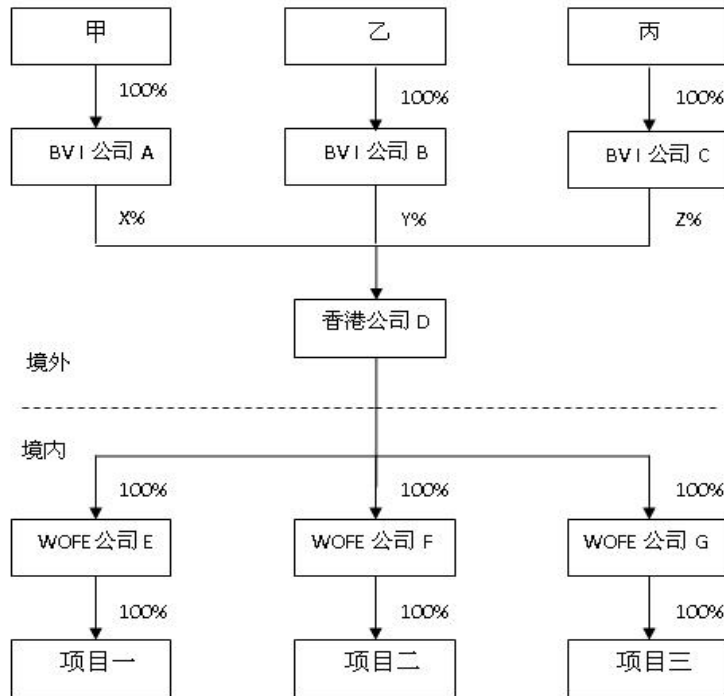 甲
乙
丙
100%
100%
100%
BVI 公司 A
BVI 公司 B
BVI 公司 C
X%
Y%
Z%
香港公司 D
境外
境内
100%
100%
100%
WOFE 公司 E
WOFE 公司 F
WOFE 公司 G
100%
100%
100%
项目一
项目二
项目三